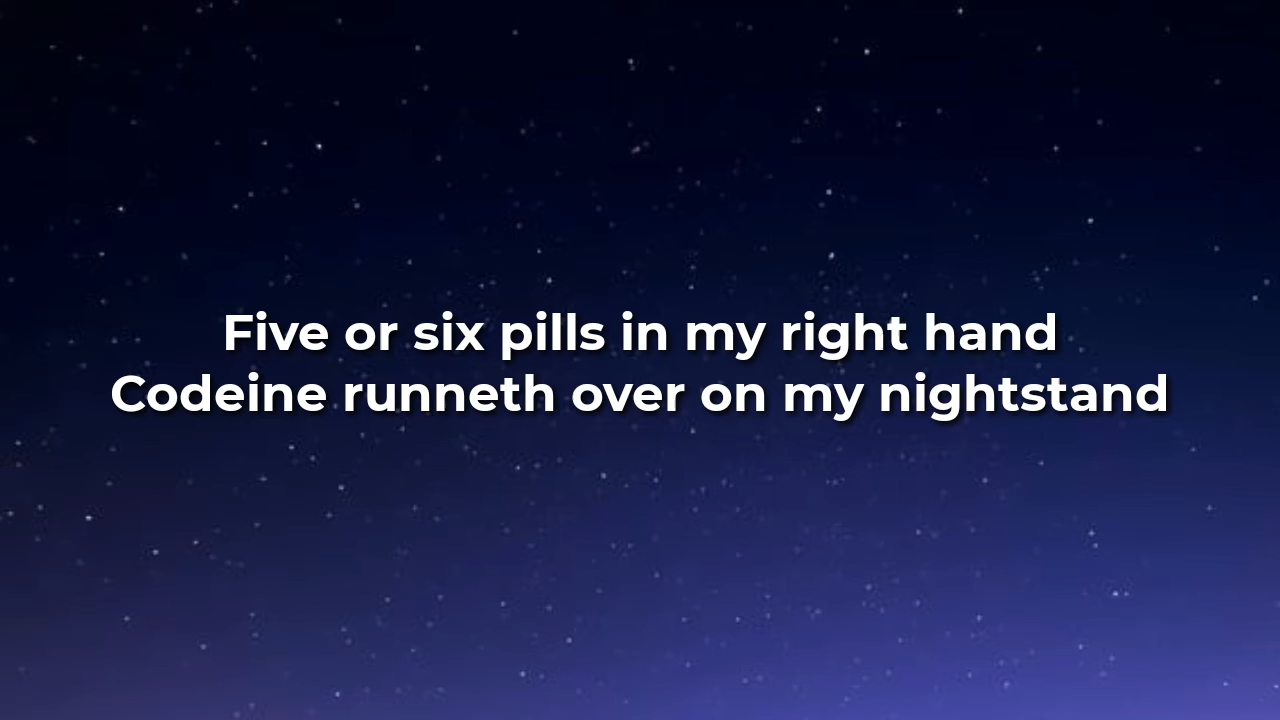 Five or six pills in my right hand
Codeine runneth over on my nightstand